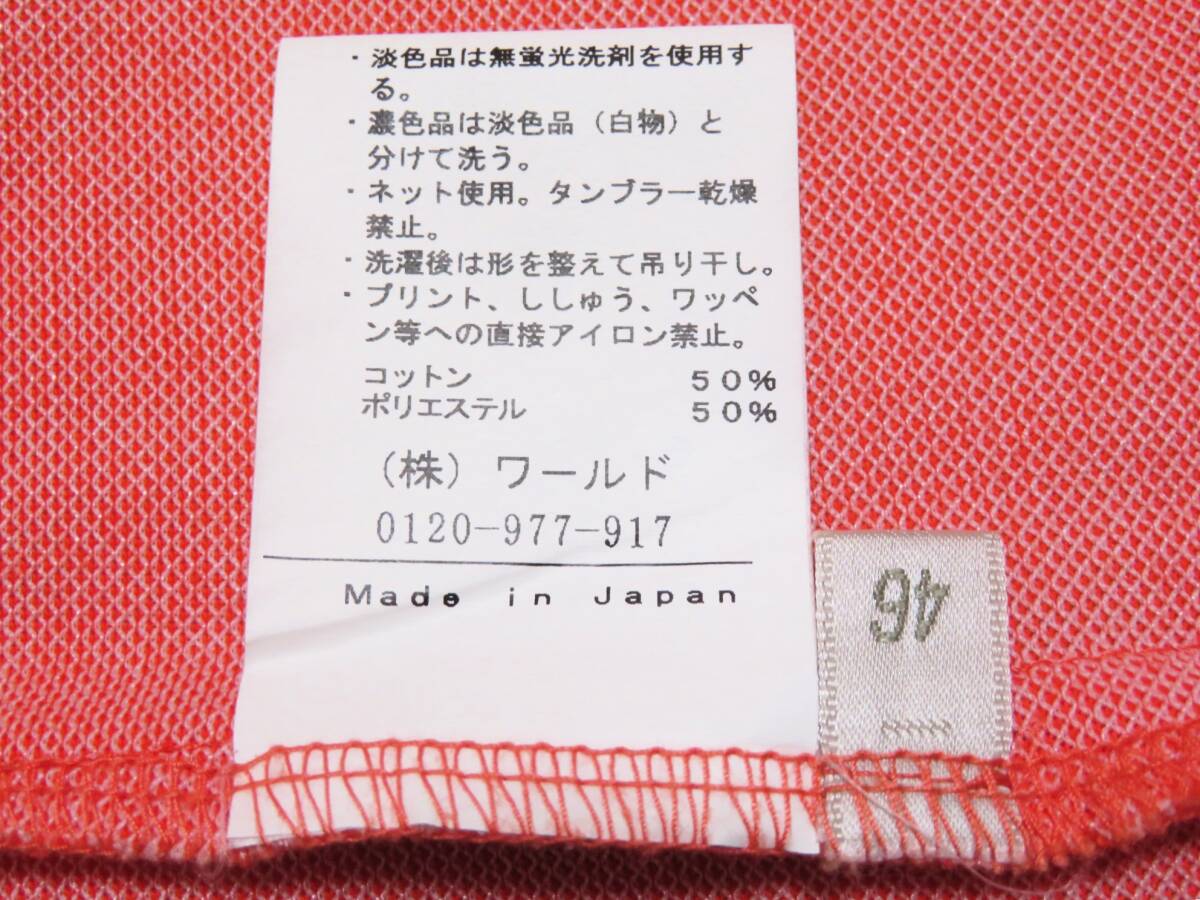 ・淡色品は無蛍光洗剤を使用す
る。
・濃色品は淡色品（白物）と
分けて洗う。
・ネット使用。タンブラー乾燥
禁止。
・洗濯後は形を整えて吊り干し。
・プリント、ししゅう、ワッペ
ン等への直接アイロン禁止。
コットン 50%
ポリエステル 50%
（株）ワールド
0120-977-917
Made in Japan
46